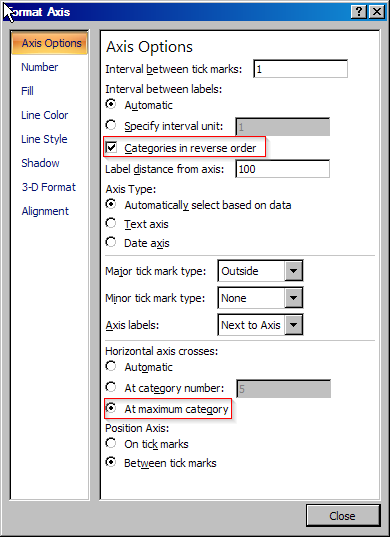 Format Axis
Axis Options
Number
Fill
Line Color
Line Style
Shadow
3-D Format
Alignment
Axis Options
Interval between tick marks: 1
Interval between labels:
Automatic
Specify interval unit: 1
Categories in reverse order
Label distance from axis: 100
Axis Type:
Automatically select based on data
Text axis
Date axis
Major tick mark type: Outside
Minor tick mark type: None
Axis labels: Next to Axis
Horizontal axis crosses:
Automatic
At category number: 5
At maximum category
Position Axis:
On tick marks
Between tick marks
Close